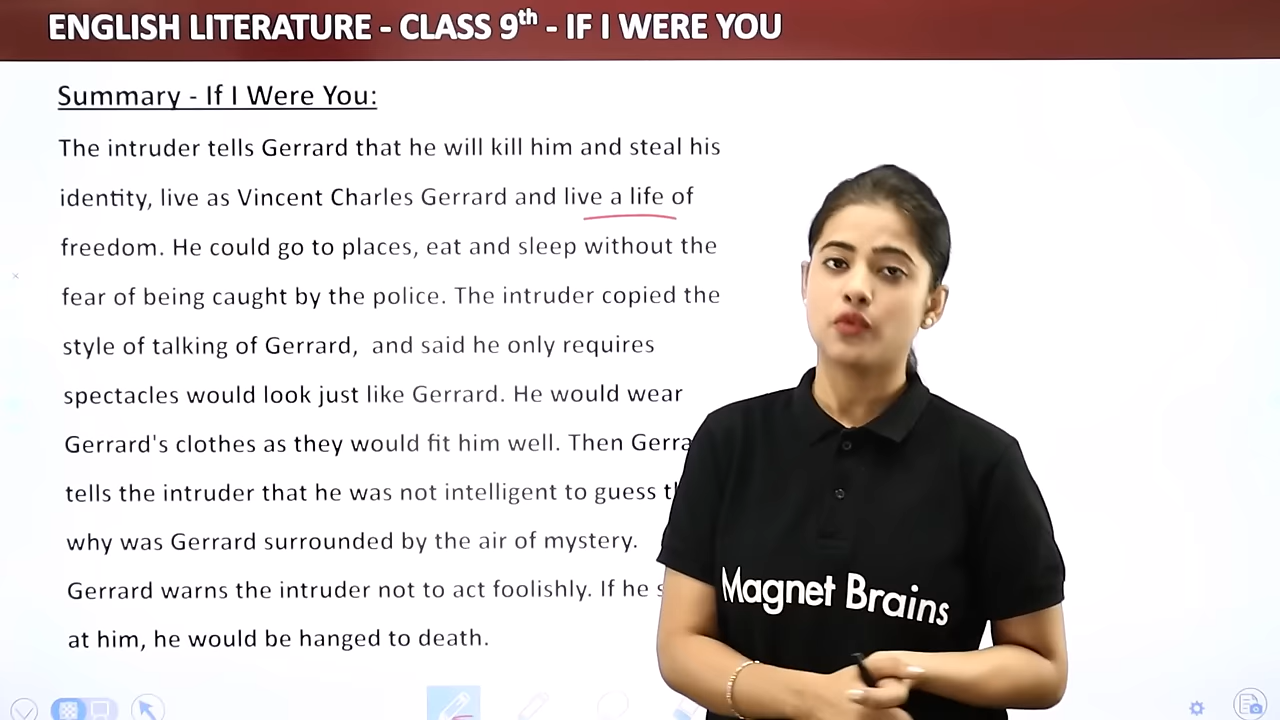 ENGLISH LITERATURE - CLASS 9th - IF I WERE YOU
Summary - If I Were You:
The intruder tells Gerrard that he will kill him and steal his
identity, live as Vincent Charles Gerrard and live a life of
freedom. He could go to places, eat and sleep without the
fear of being caught by the police. The intruder copied the
style of talking of Gerrard, and said he only requires
spectacles would look just like Gerrard. He would wear
Gerrard's clothes as they would fit him well. Then
tells the intruder that he was not intelligent to guess
why was Gerrard surrounded by the air of mystery.
Gerrard warns the intruder not to act foolishly. If he
at him, he would be hanged to death.
Magnet Brains